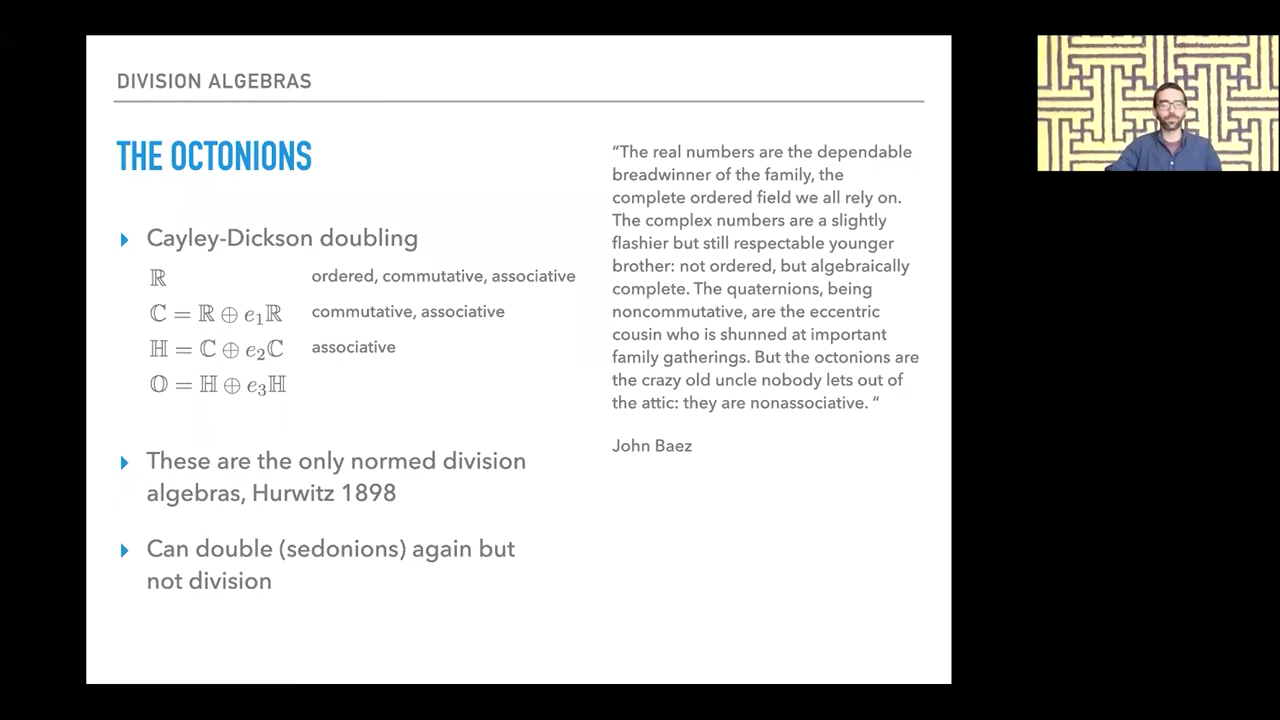 DIVISION ALGEBRAS
THE OCTONIONS
Cayley-Dickson doubling
ℝ ordered, commutative, associative
ℂ = ℝ ⊕ e₁ℝ commutative, associative
ℍ = ℂ ⊕ e₂ℂ associative
𝕆 = ℍ ⊕ e₃ℍ
These are the only normed division
algebras, Hurwitz 1898
Can double (sedonions) again but
not division
“The real numbers are the dependable
breadwinner of the family, the
complete ordered field we all rely on.
The complex numbers are a slightly
flashier but still respectable younger
brother: not ordered, but algebraically
complete. The quaternions, being
noncommutative, are the eccentric
cousin who is shunned at important
family gatherings. But the octonions are
the crazy old uncle nobody lets out of
the attic: they are nonassociative. “
John Baez